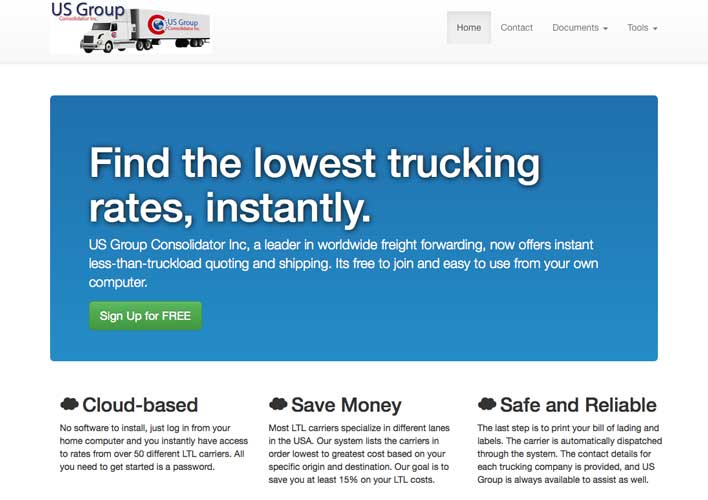 US Group
Consolidator Inc.
US Group
Consolidator Inc.
Home
Contact
Documents
Tools
Find the lowest trucking
rates, instantly.
US Group Consolidator Inc, a leader in worldwide freight forwarding, now offers instant
less-than-truckload quoting and shipping. Its free to join and easy to use from your own
computer.
Sign Up for FREE
Cloud-based
No software to install, just log in from your
home computer and you instantly have access
to rates from over 50 different LTL carriers. All
you need to get started is a password.
Save Money
Most LTL carriers specialize in different lanes
in the USA. Our system lists the carriers in
order lowest to greatest cost based on your
specific origin and destination. Our goal is to
save you at least 15% on your LTL costs.
Safe and Reliable
The last step is to print your bill of lading and
labels. The carrier is automatically dispatched
through the system. The contact details for
each trucking company is provided, and US
Group is always available to assist as well.